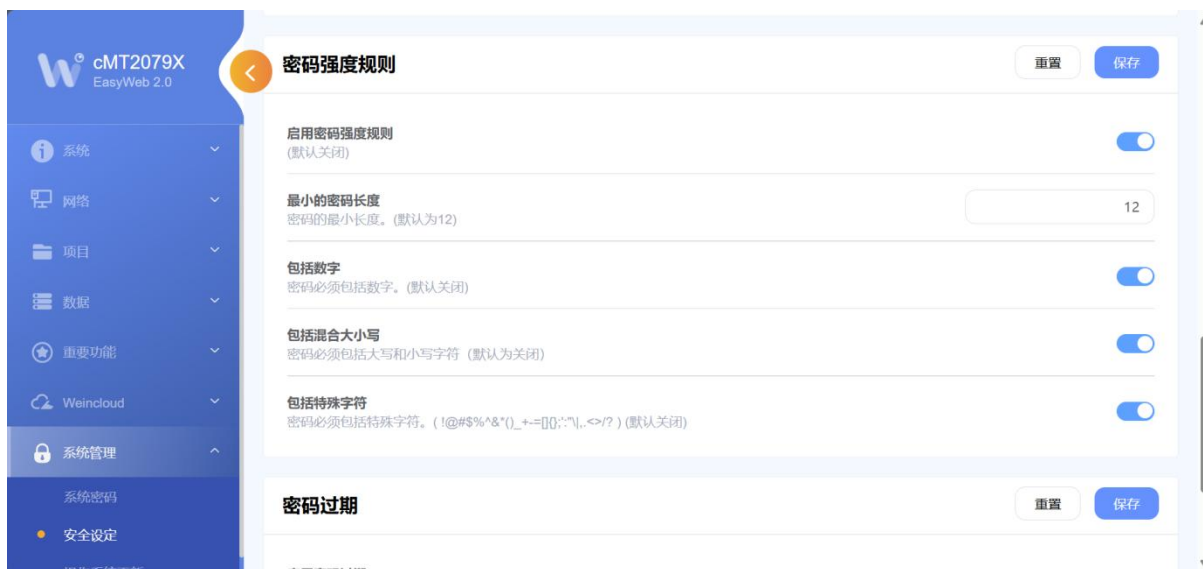 cMT2079X
EasyWeb 2.0
系统
网络
项目
数据
重要功能
Weincloud
系统管理
系统密码
安全设定
密码强度规则
重置
保存
启用密码强度规则
(默认关闭)
最小的密码长度
密码的最小长度。(默认为12)
12
包括数字
密码必须包括数字。(默认关闭)
包括混合大小写
密码必须包括大写和小写字符（默认为关闭）
包括特殊字符
密码必须包括特殊字符。( !@#$%^&*()_+-=[]{};':"\|,.<>/? ) (默认关闭)
密码过期
重置
保存